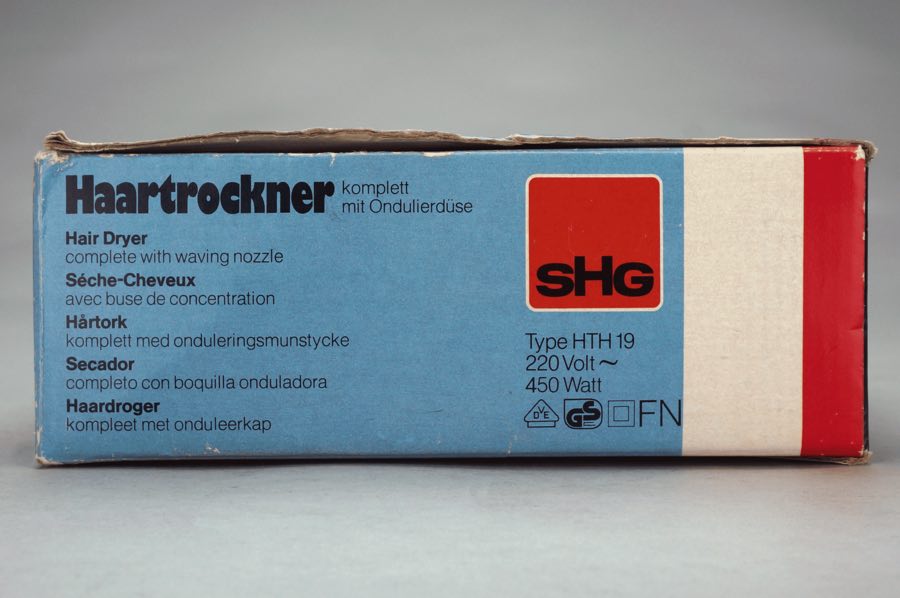 Haartrockner komplett
mit Ondulierdüse
Hair Dryer
complete with waving nozzle
Séche-Cheveux
avec buse de concentration
Hårtork
komplett med onduleringsmunstycke
Secador
completo con boquilla onduladora
Haardroger
kompleet met onduleerkap
SHG
Type HTH 19
220 Volt ~
450 Watt
DVE GS FN